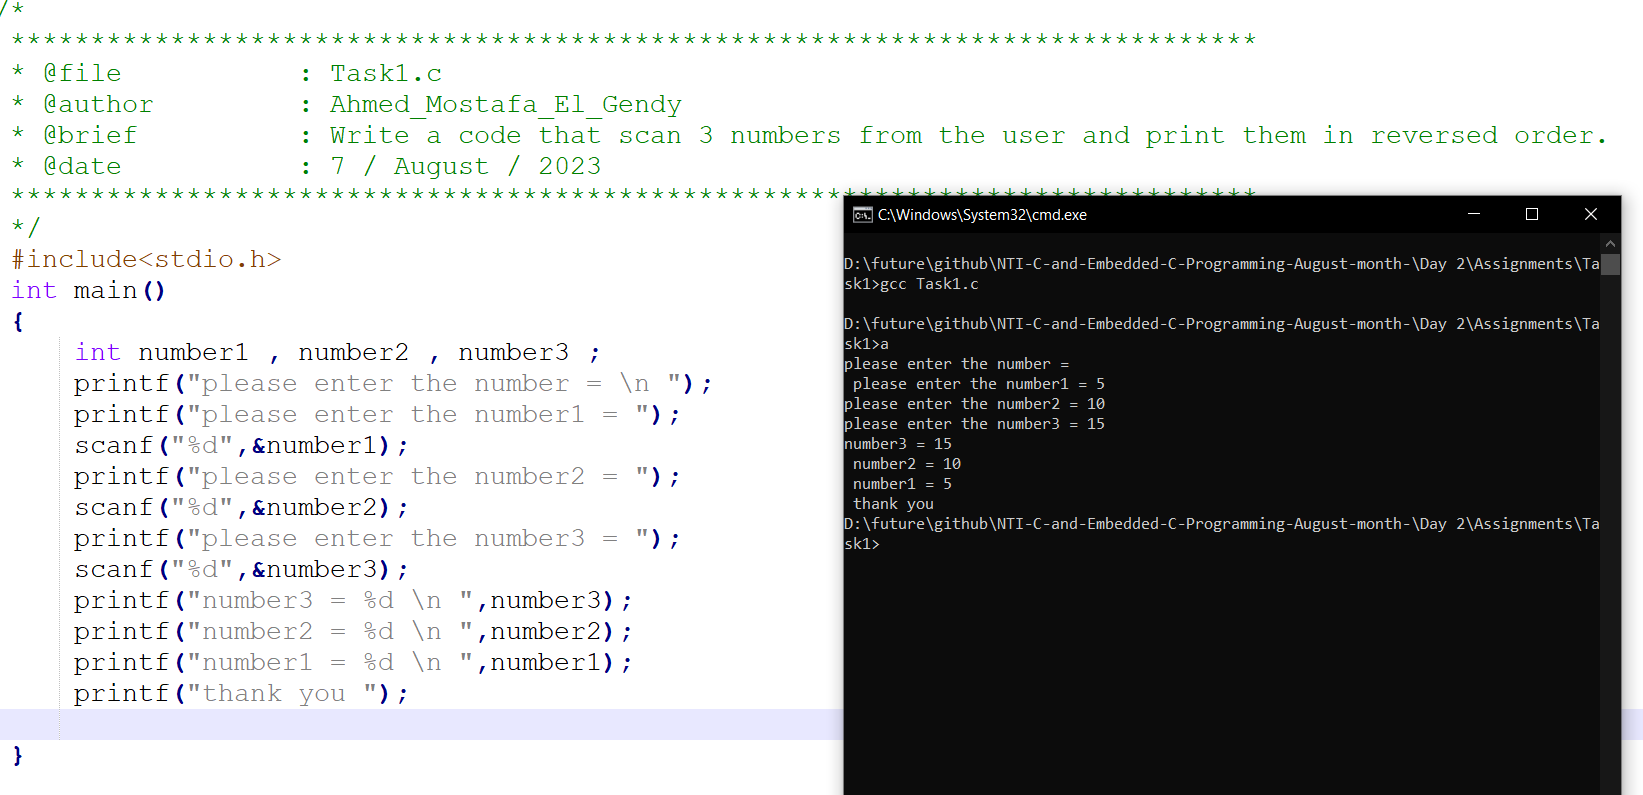 /*
******************************************************************************
* @file : Task1.c
* @author : Ahmed_Mostafa_El_Gendy
* @brief : Write a code that scan 3 numbers from the user and print them in reversed order.
* @date : 7 / August / 2023
******************************************************************************
*/
#include<stdio.h>
int main()
{
int number1 , number2 , number3 ;
printf("please enter the number = \n ");
printf("please enter the number1 = ");
scanf("%d",&number1);
printf("please enter the number2 = ");
scanf("%d",&number2);
printf("please enter the number3 = ");
scanf("%d",&number3);
printf("number3 = %d \n ",number3);
printf("number2 = %d \n ",number2);
printf("number1 = %d \n ",number1);
printf("thank you ");
}
C:\Windows\System32\cmd.exe
D:\future\github\NTI-C-and-Embedded-C-Programming-August-month-\Day 2\Assignments\Ta
sk1>gcc Task1.c
D:\future\github\NTI-C-and-Embedded-C-Programming-August-month-\Day 2\Assignments\Ta
sk1>a
please enter the number =
please enter the number1 = 5
please enter the number2 = 10
please enter the number3 = 15
number3 = 15
number2 = 10
number1 = 5
thank you
D:\future\github\NTI-C-and-Embedded-C-Programming-August-month-\Day 2\Assignments\Ta
sk1>